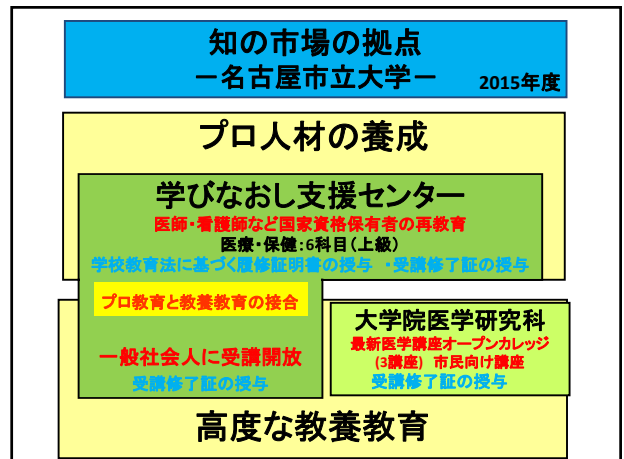 知の市場の拠点
－名古屋市立大学－
2015年度
プロ人材の養成
学びなおし支援センター
医師・看護師など国家資格保有者の再教育
医療・保健：6科目（上級）
学校教育法に基づく履修証明書の授与 ・受講修了証の授与
プロ教育と教養教育の接合
一般社会人に受講開放
受講修了証の授与
大学院医学研究科
最新医学講座オープンカレッジ
(3講座) 市民向け講座
受講修了証の授与
高度な教養教育